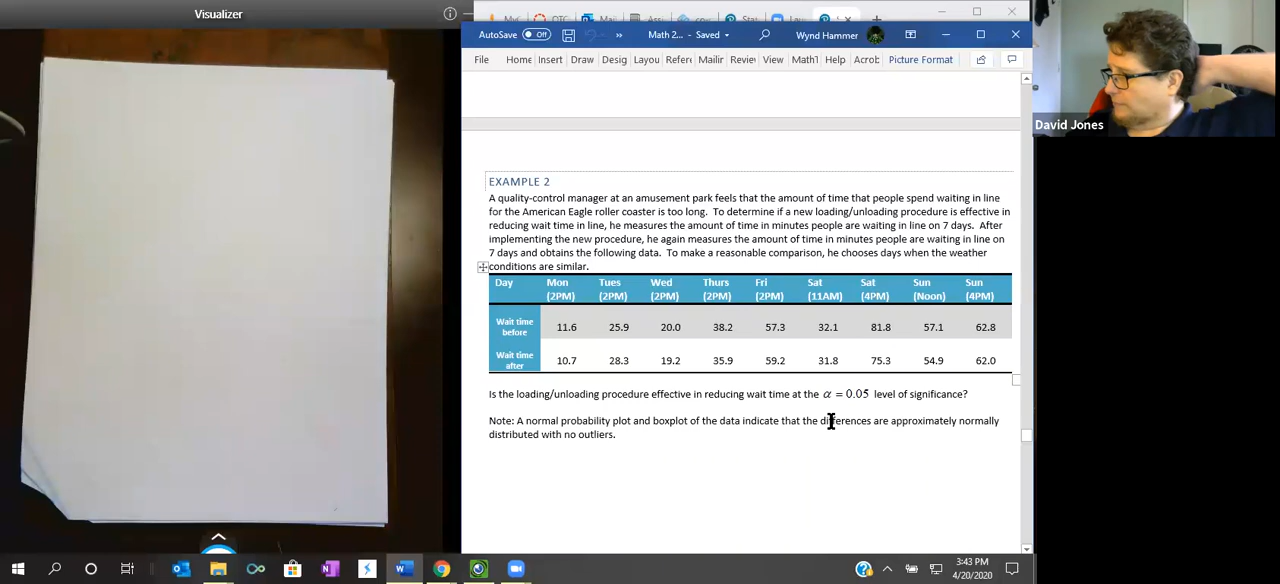 Visualizer
AutoSave Off Math 2... - Saved Wynd Hammer
File Home Insert Draw Desig Layou Refer Mailir Reviev View MathT Help Acrob Picture Format
David Jones
EXAMPLE 2
A quality-control manager at an amusement park feels that the amount of time that people spend waiting in line
for the American Eagle roller coaster is too long. To determine if a new loading/unloading procedure is effective in
reducing wait time in line, he measures the amount of time in minutes people are waiting in line on 7 days. After
implementing the new procedure, he again measures the amount of time in minutes people are waiting in line on
7 days and obtains the following data. To make a reasonable comparison, he chooses days when the weather
conditions are similar.
Day Mon Tues Wed Thurs Fri Sat Sat Sun Sun
(2PM) (2PM) (2PM) (2PM) (2PM) (11AM) (4PM) (Noon) (4PM)
Wait time
before 11.6 25.9 20.0 38.2 57.3 32.1 81.8 57.1 62.8
Wait time
after 10.7 28.3 19.2 35.9 59.2 31.8 75.3 54.9 62.0
Is the loading/unloading procedure effective in reducing wait time at the α = 0.05 level of significance?
Note: A normal probability plot and boxplot of the data indicate that the differences are approximately normally
distributed with no outliers.
3:43 PM
4/20/2020